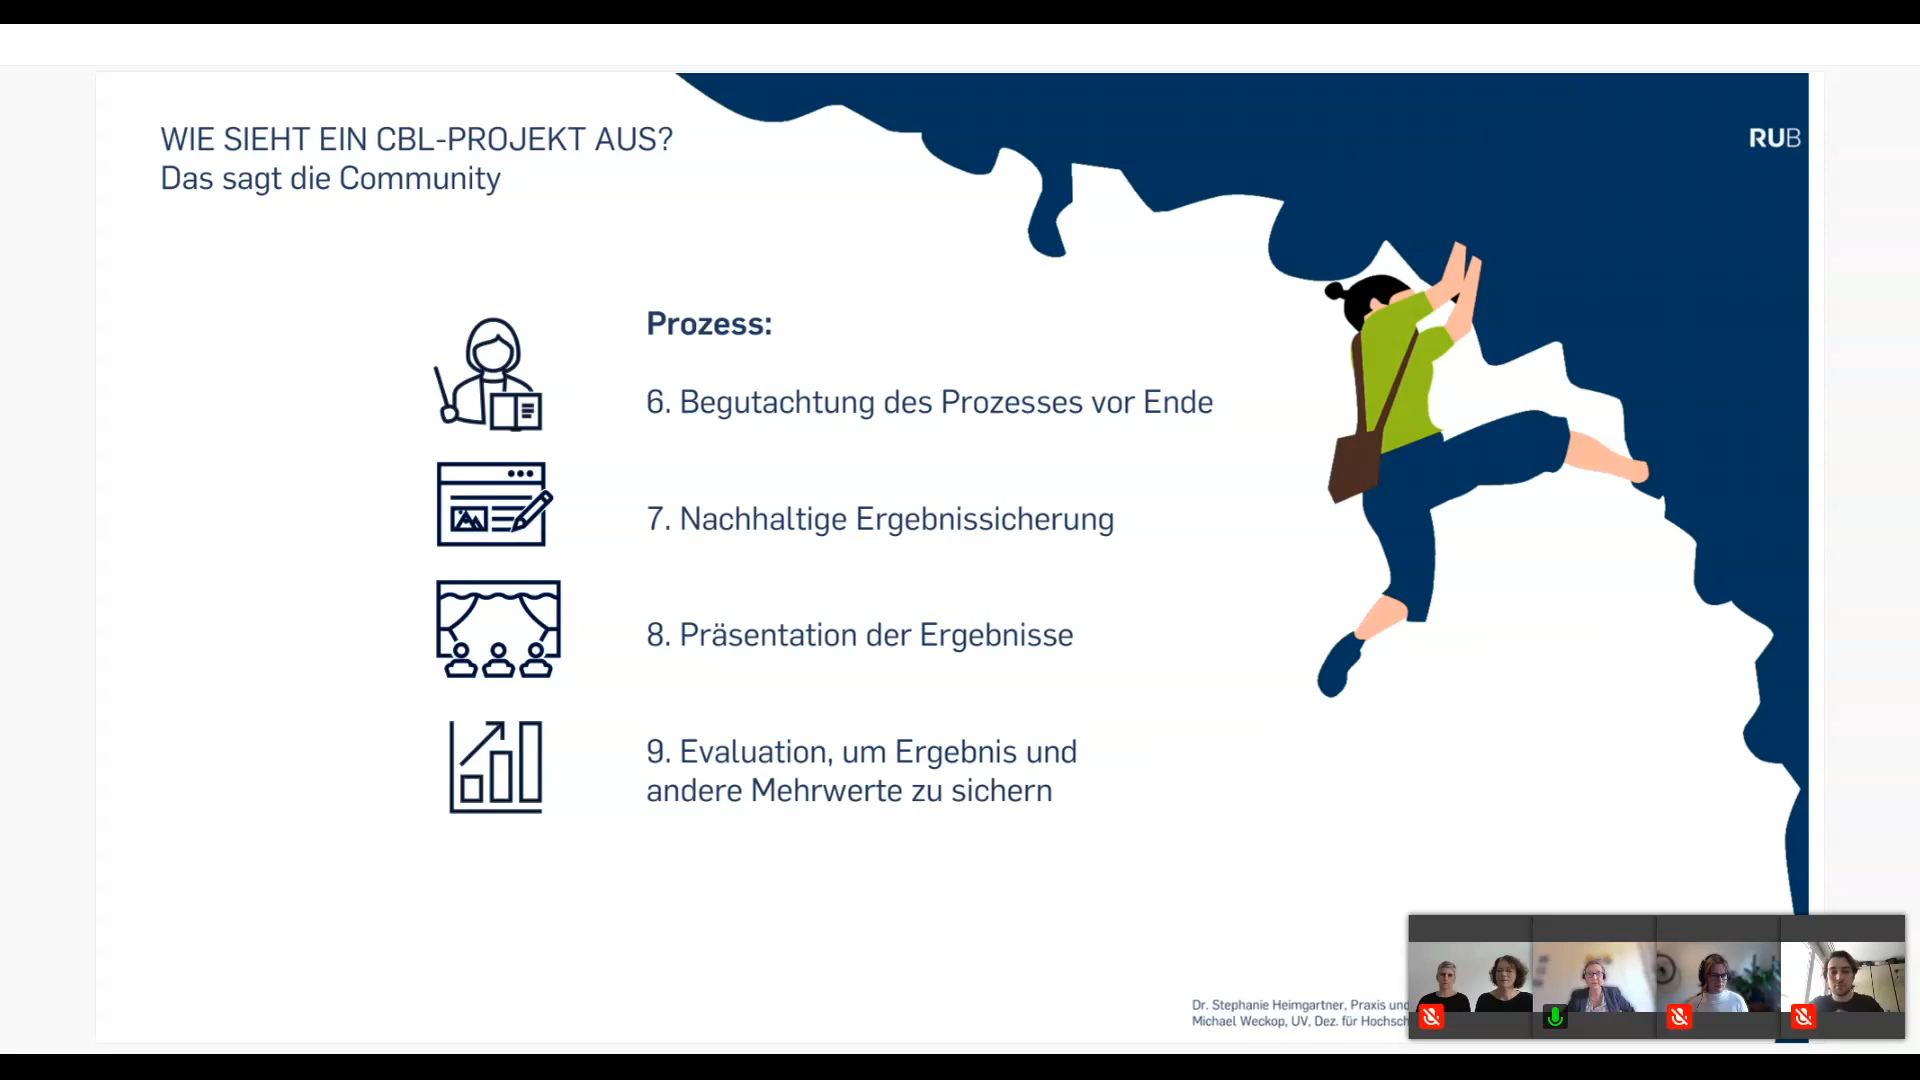 WIE SIEHT EIN CBL-PROJEKT AUS?
Das sagt die Community
RUB
Prozess:
6. Begutachtung des Prozesses vor Ende
7. Nachhaltige Ergebnissicherung
8. Präsentation der Ergebnisse
9. Evaluation, um Ergebnis und
andere Mehrwerte zu sichern
Dr. Stephanie Heimgartner, Praxis und
Michael Weckop, UV, Dez. für Hochsch